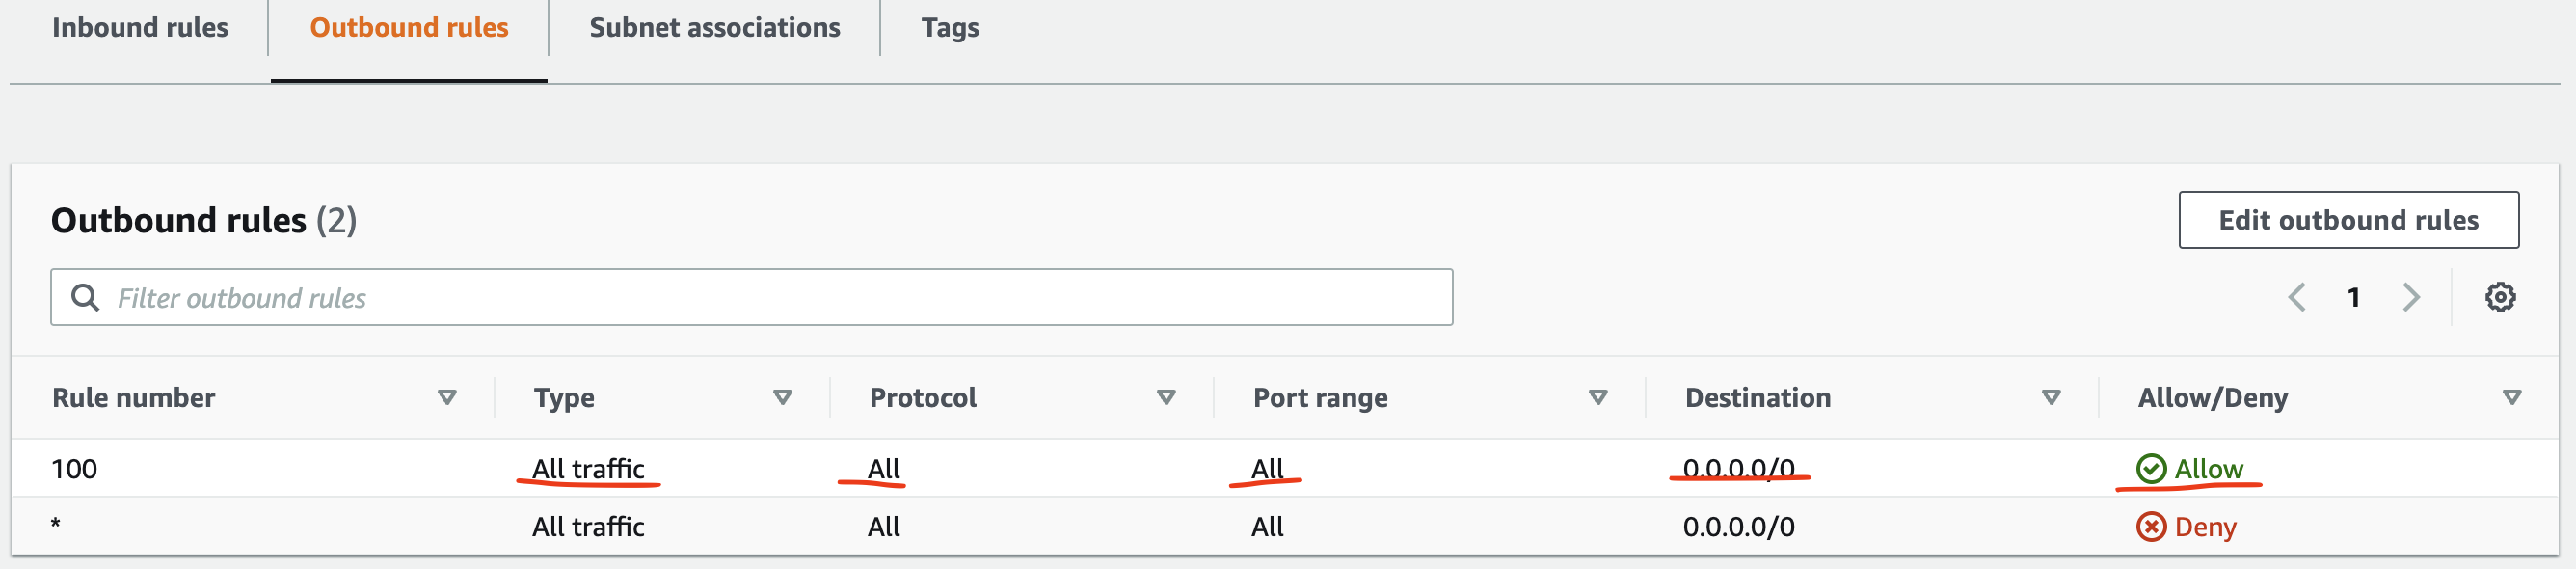 Inbound rules Outbound rules Subnet associations Tags
Outbound rules (2) Edit outbound rules
Filter outbound rules 1
Rule number Type Protocol Port range Destination Allow/Deny
100 All traffic All All 0.0.0.0/0 Allow
* All traffic All All 0.0.0.0/0 Deny